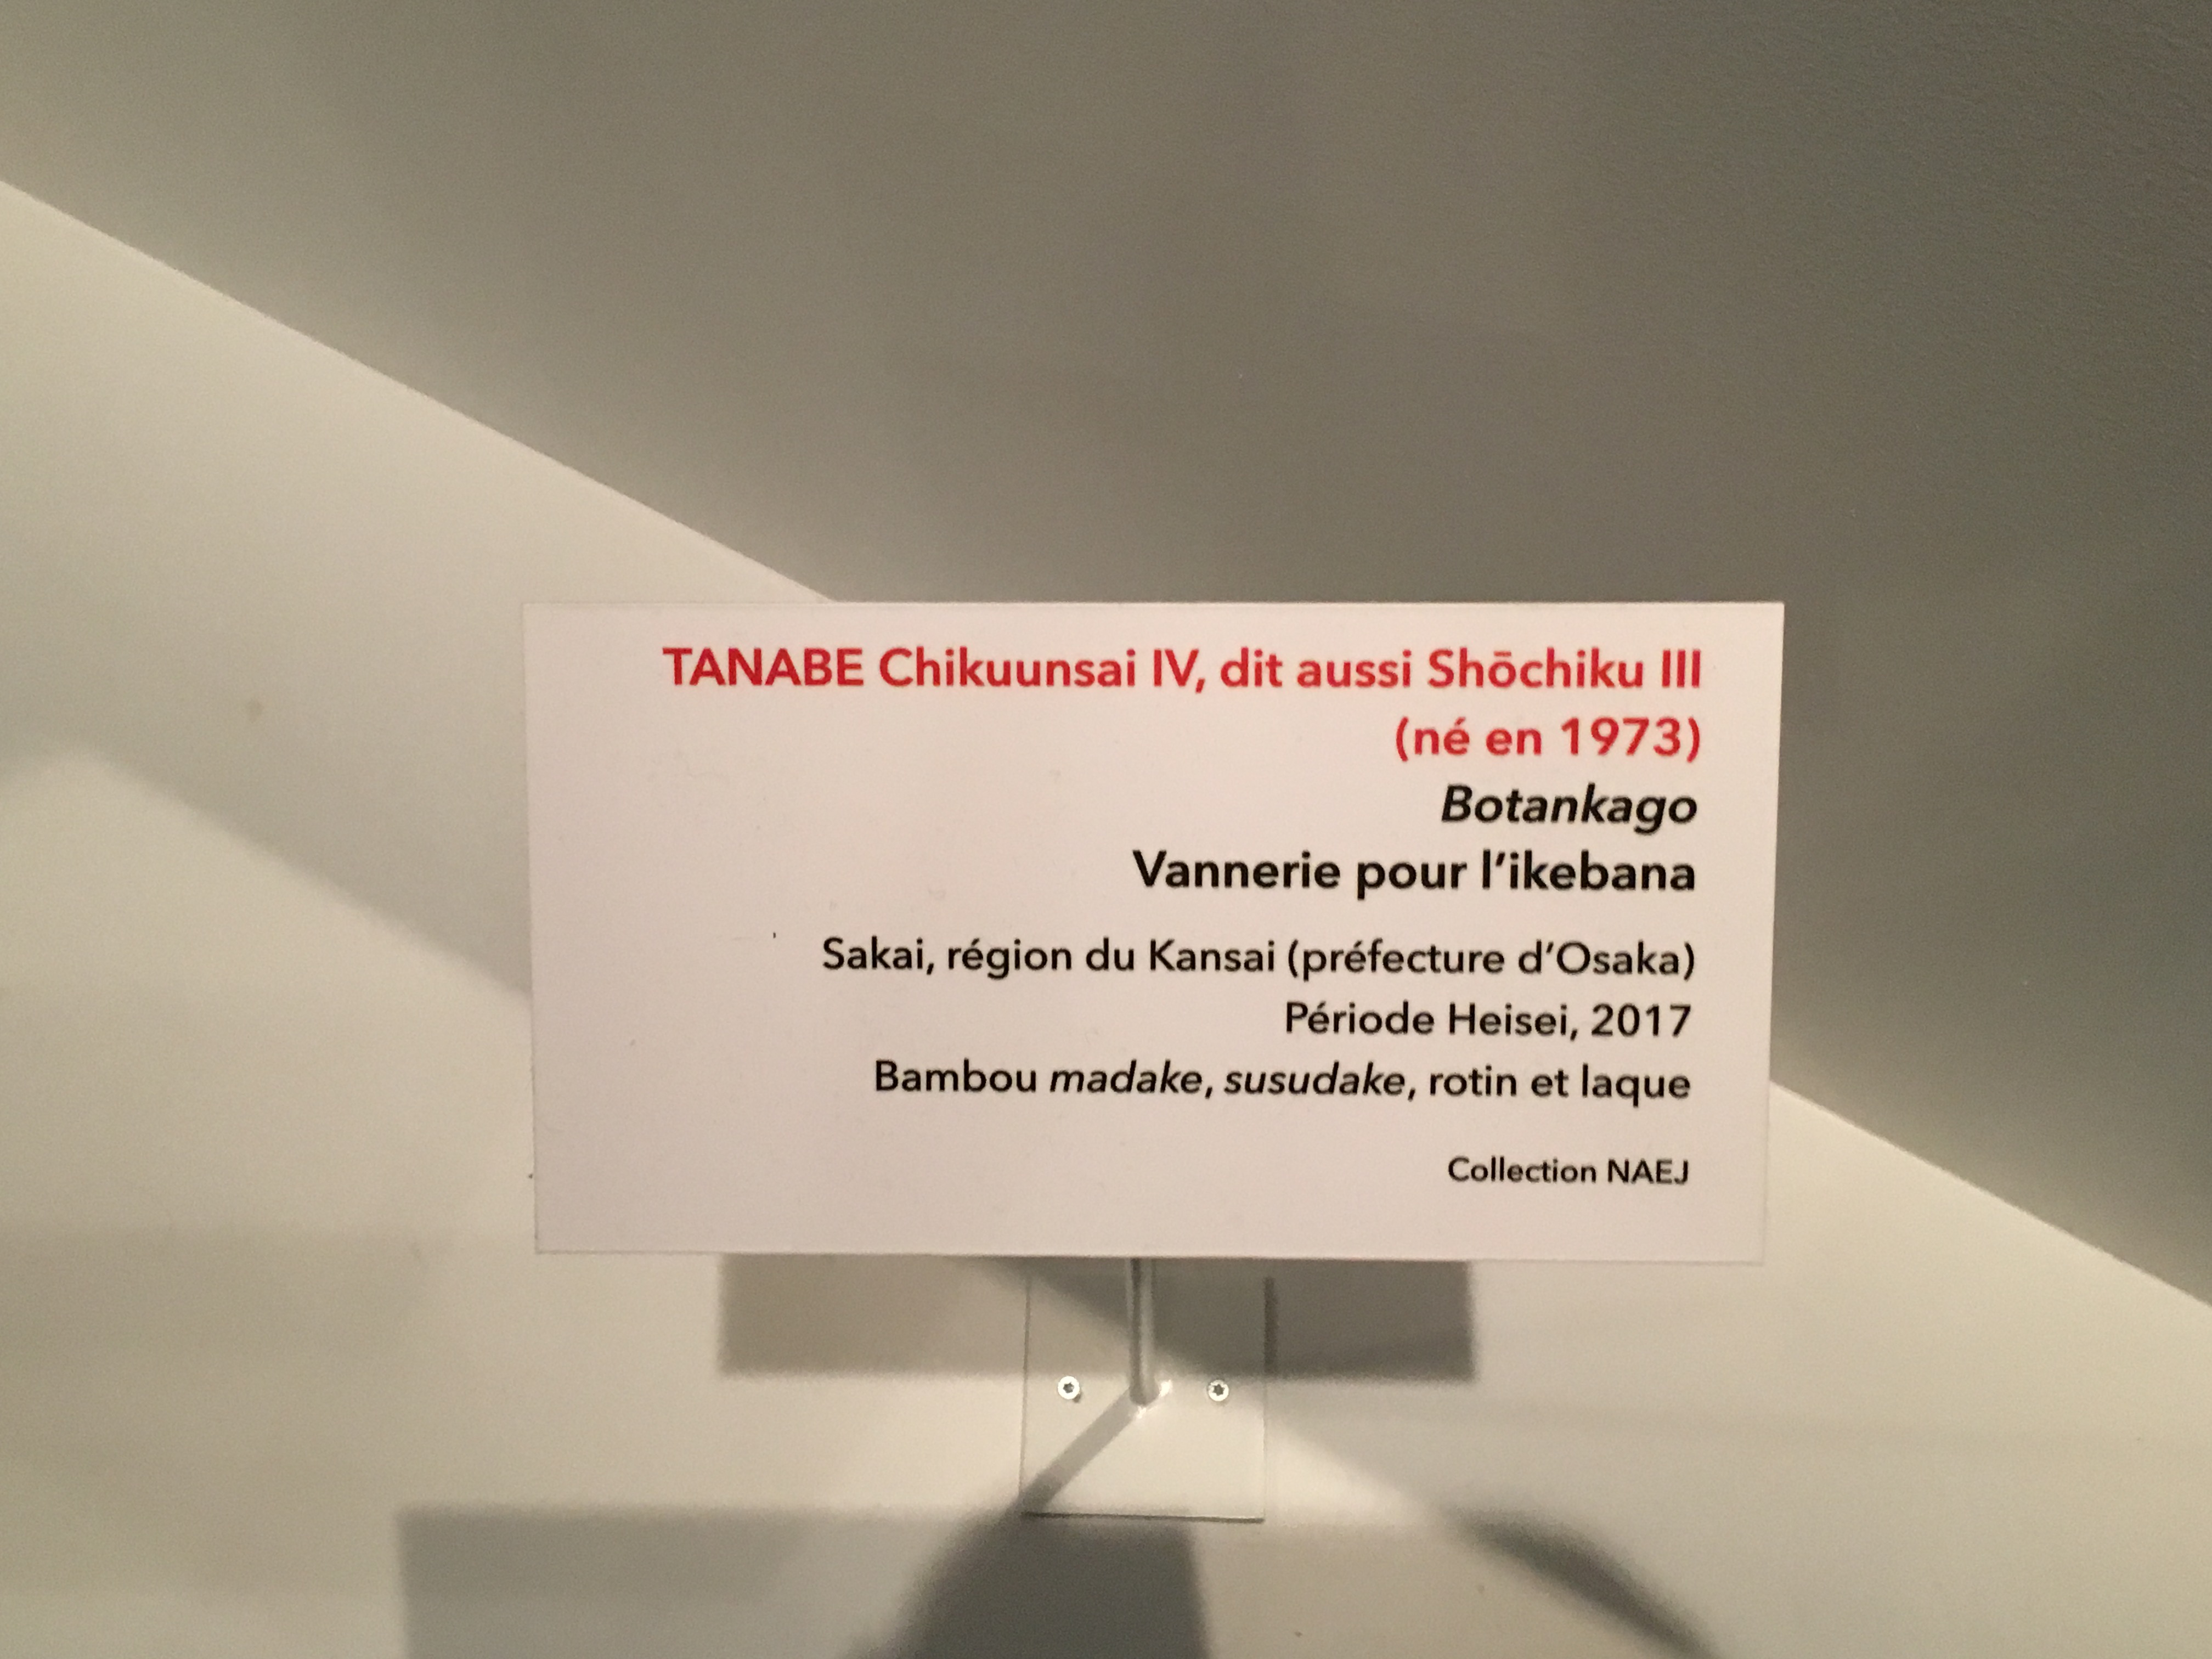 TANABE Chikuunsai IV, dit aussi Shōchiku III
(né en 1973)
Botankago
Vannerie pour l’ikebana
Sakai, région du Kansai (préfecture d’Osaka)
Période Heisei, 2017
Bambou madake, susudake, rotin et laque
Collection NAEJ